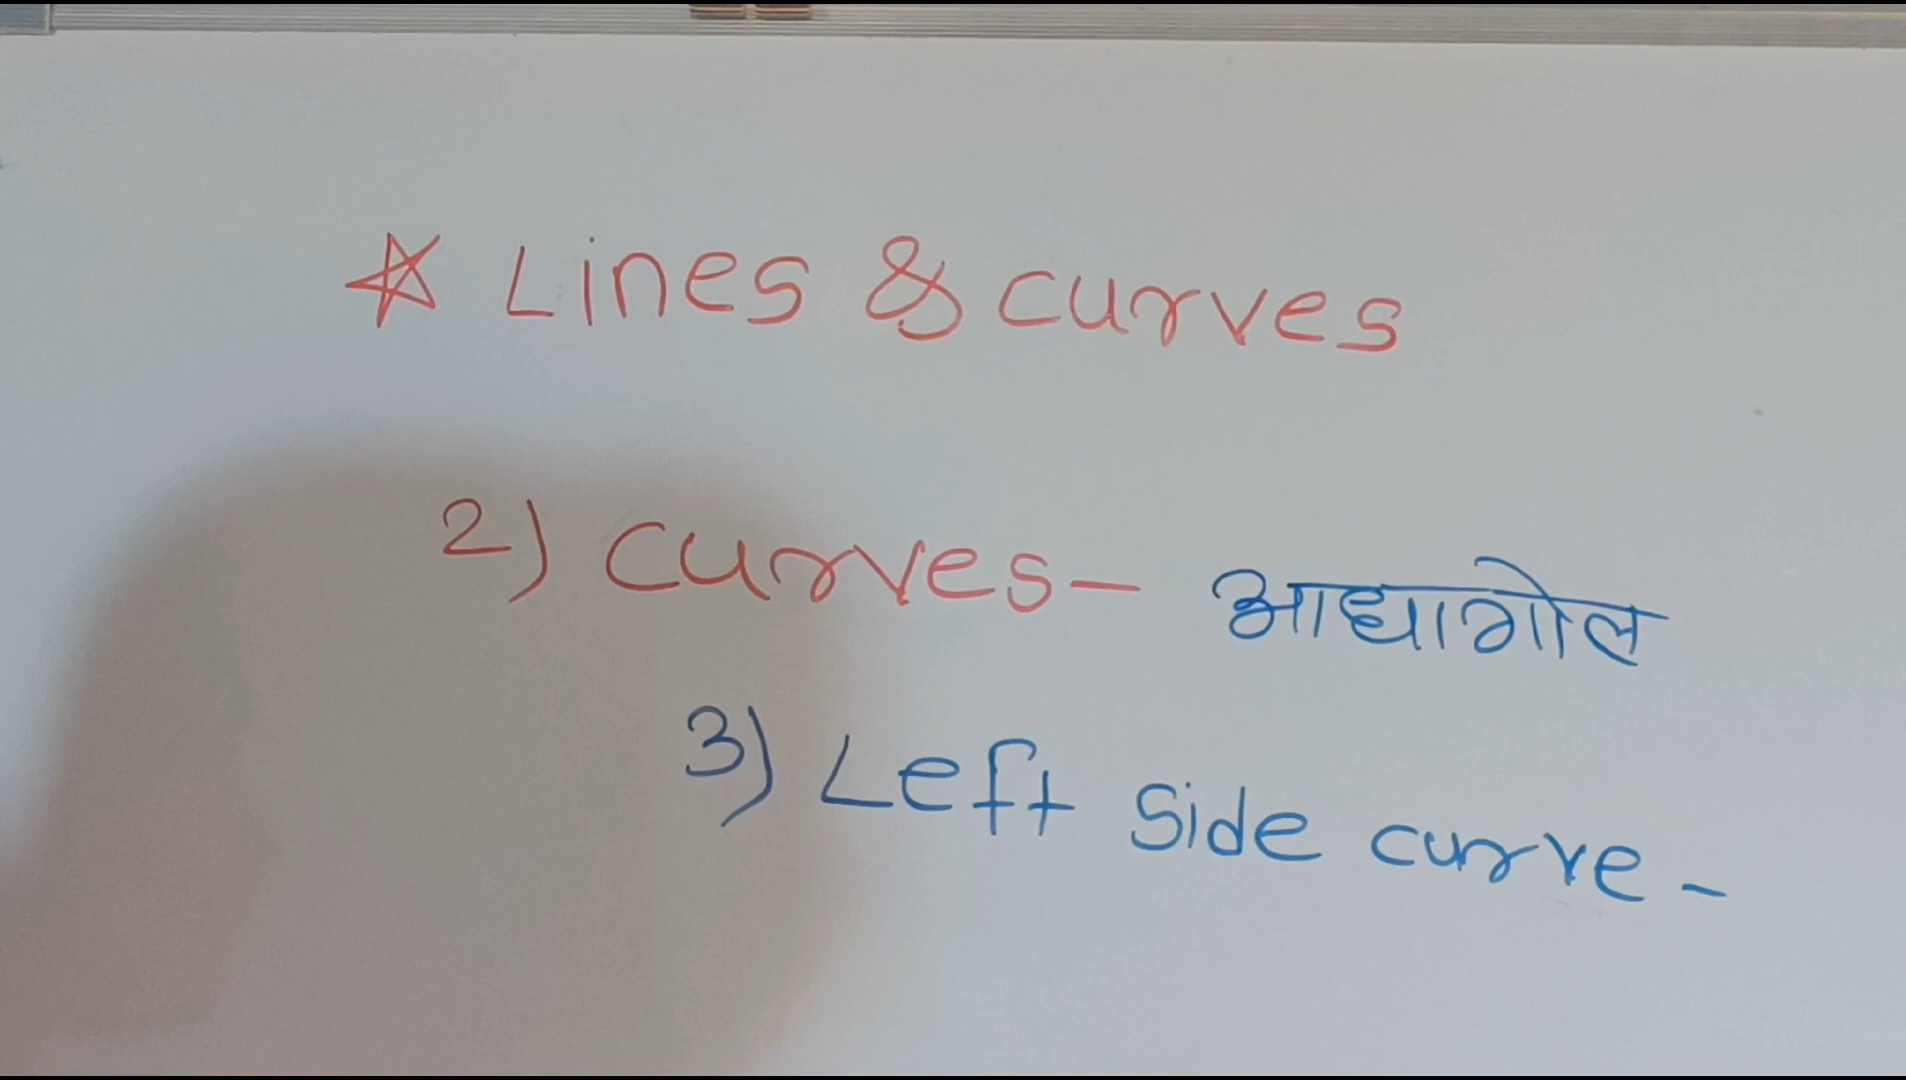 ☆ Lines & curves
2) curves- आधागोल
3) Left side curve-